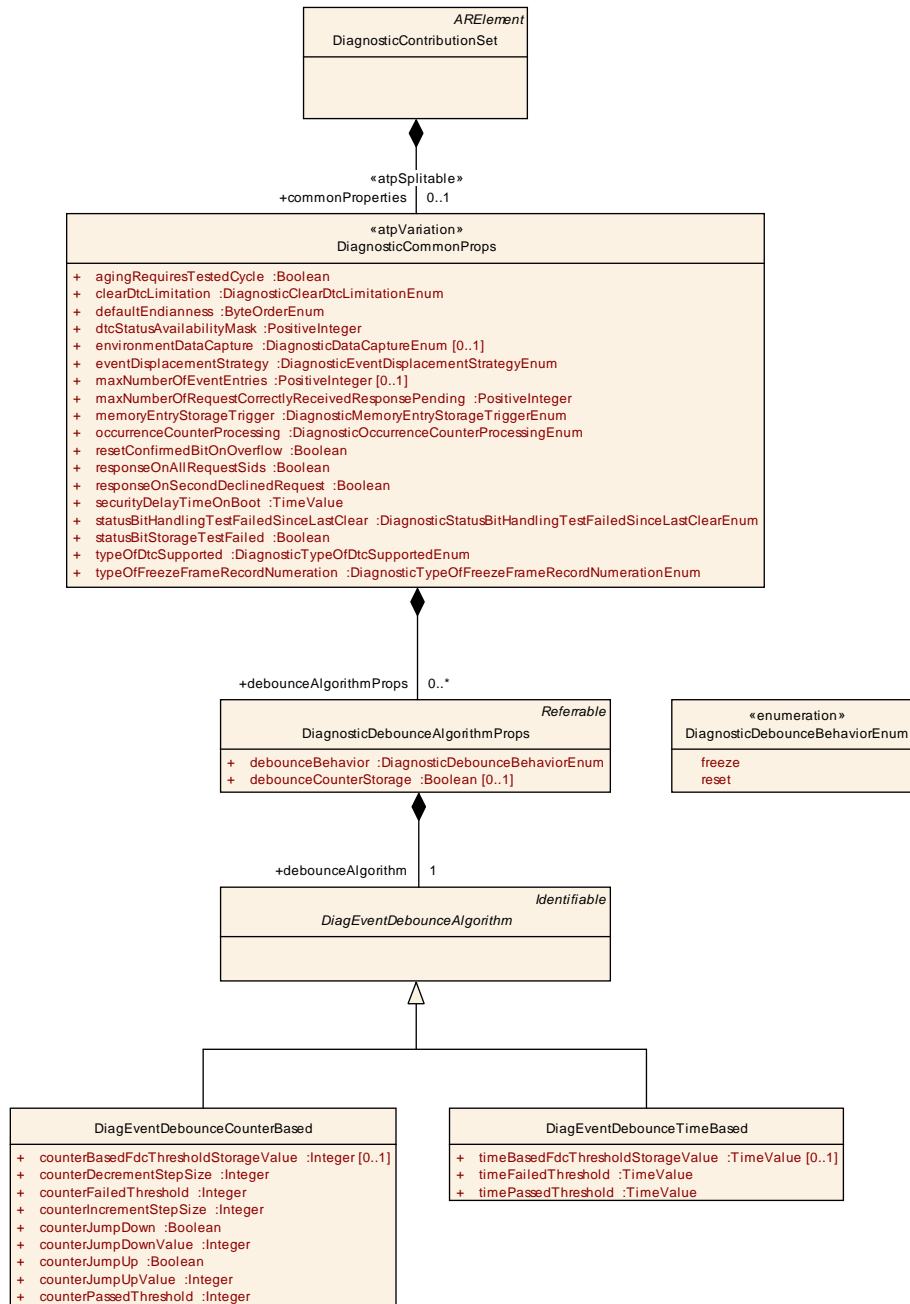 ARElement
DiagnosticContributionSet
«atpSplitable»
+commonProperties 0..1
«atpVariation»
DiagnosticCommonProps
+ agingRequiresTestedCycle :Boolean
+ clearDtcLimitation :DiagnosticClearDtcLimitationEnum
+ defaultEndianness :ByteOrderEnum
+ dtcStatusAvailabilityMask :PositiveInteger
+ environmentDataCapture :DiagnosticDataCaptureEnum [0..1]
+ eventDisplacementStrategy :DiagnosticEventDisplacementStrategyEnum
+ maxNumberOfEventEntries :PositiveInteger [0..1]
+ maxNumberOfRequestCorrectlyReceivedResponsePending :PositiveInteger
+ memoryEntryStorageTrigger :DiagnosticMemoryEntryStorageTriggerEnum
+ occurrenceCounterProcessing :DiagnosticOccurrenceCounterProcessingEnum
+ resetConfirmedBitOnOverflow :Boolean
+ responseOnAllRequestSids :Boolean
+ responseOnSecondDeclinedRequest :Boolean
+ securityDelayTimeOnBoot :TimeValue
+ statusBitHandlingTestFailedSinceLastClear :DiagnosticStatusBitHandlingTestFailedSinceLastClearEnum
+ statusBitStorageTestFailed :Boolean
+ typeOfDtcSupported :DiagnosticTypeOfDtcSupportedEnum
+ typeOfFreezeFrameRecordNumeration :DiagnosticTypeOfFreezeFrameRecordNumerationEnum
+debounceAlgorithmProps 0..*
Referrable
DiagnosticDebounceAlgorithmProps
+ debounceBehavior :DiagnosticDebounceBehaviorEnum
+ debounceCounterStorage :Boolean [0..1]
«enumeration»
DiagnosticDebounceBehaviorEnum
freeze
reset
+debounceAlgorithm 1
Identifiable
DiagEventDebounceAlgorithm
DiagEventDebounceCounterBased
+ counterBasedFdcThresholdStorageValue :Integer [0..1]
+ counterDecrementStepSize :Integer
+ counterFailedThreshold :Integer
+ counterIncrementStepSize :Integer
+ counterJumpDown :Boolean
+ counterJumpDownValue :Integer
+ counterJumpUp :Boolean
+ counterJumpUpValue :Integer
+ counterPassedThreshold :Integer
DiagEventDebounceTimeBased
+ timeBasedFdcThresholdStorageValue :TimeValue [0..1]
+ timeFailedThreshold :TimeValue
+ timePassedThreshold :TimeValue